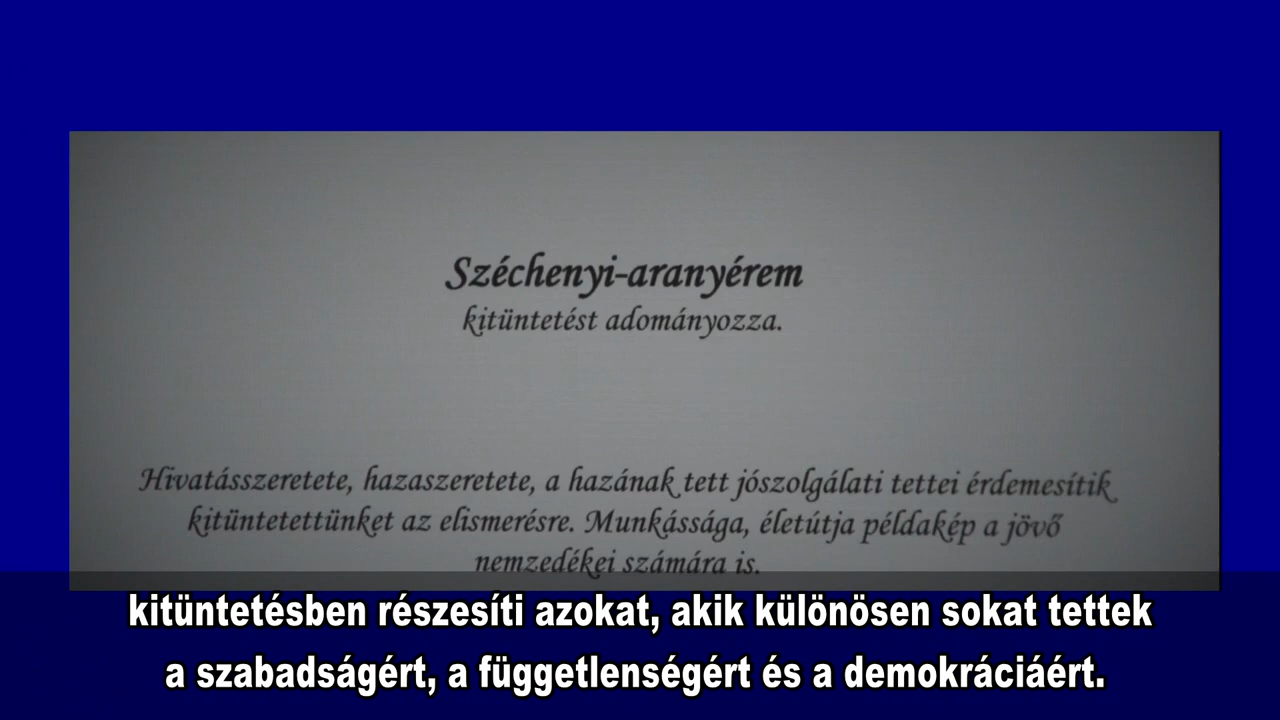 Széchenyi-aranyérem
kitüntetést adományozza.
Hivatásszeretete, hazaszeretete, a hazának tett jószolgálati tettei érdemesítik
kitüntetettünket az elismerésre. Munkássága, életútja példakép a jövő
nemzedékei számára is.
kitüntetésben részesíti azokat, akik különösen sokat tettek
a szabadságért, a függetlenségért és a demokráciáért.